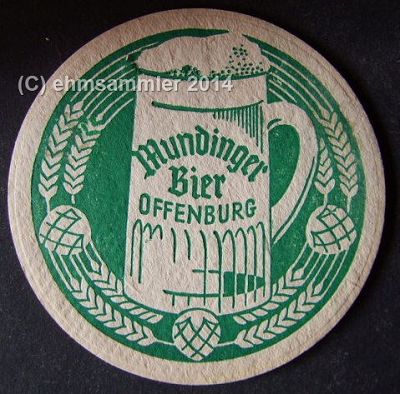 (C) ehmsammler 2014
Mundinger
Bier
OFFENBURG